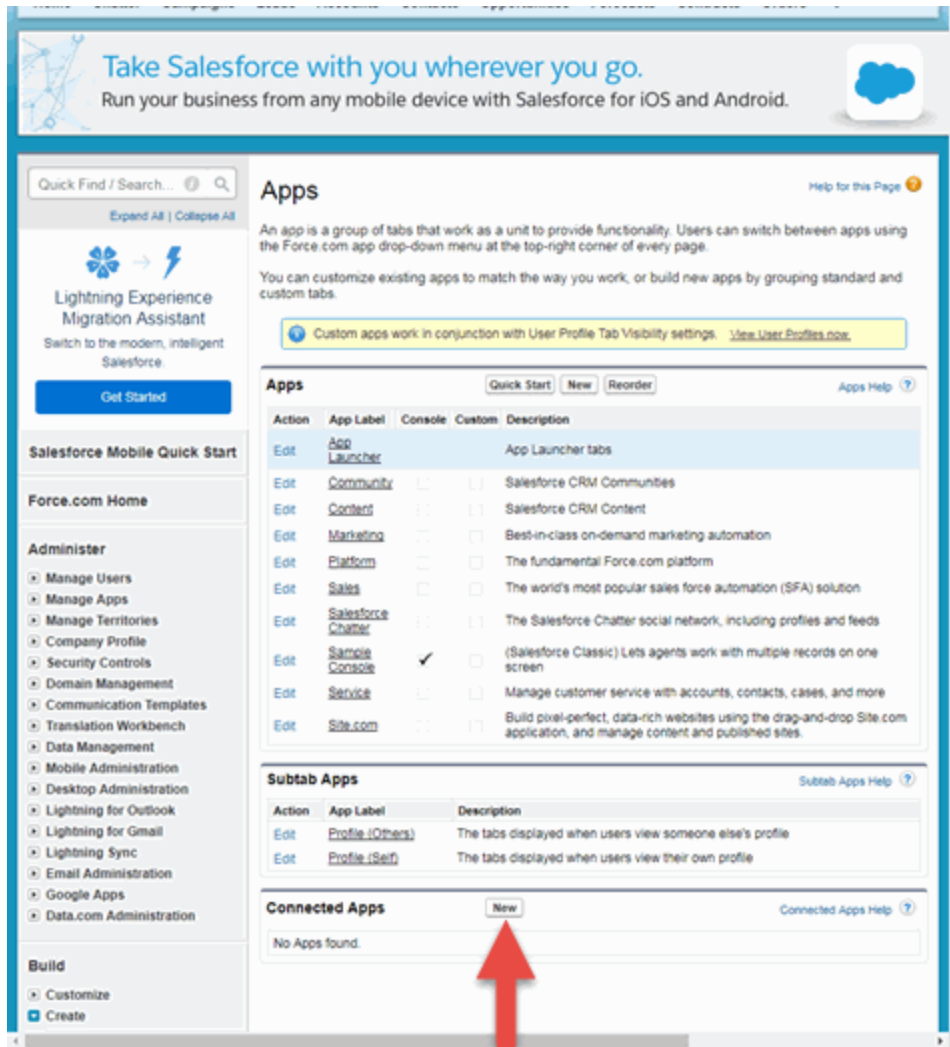 Take Salesforce with you wherever you go.
Run your business from any mobile device with Salesforce for iOS and Android.
Quick Find / Search...
Expand All | Collapse All
Lightning Experience
Migration Assistant
Switch to the modern, intelligent
Salesforce.
Get Started
Salesforce Mobile Quick Start
Force.com Home
Administer
Manage Users
Manage Apps
Manage Territories
Company Profile
Security Controls
Domain Management
Communication Templates
Translation Workbench
Data Management
Mobile Administration
Desktop Administration
Lightning for Outlook
Lightning for Gmail
Lightning Sync
Email Administration
Google Apps
Data.com Administration
Build
Customize
Create
Apps
Help for this Page ?
An app is a group of tabs that work as a unit to provide functionality. Users can switch between apps using
the Force.com app drop-down menu at the top-right corner of every page.
You can customize existing apps to match the way you work, or build new apps by grouping standard and
custom tabs.
Custom apps work in conjunction with User Profile Tab Visibility settings. View User Profiles now.
Apps Quick Start New Reorder Apps Help ?
Action App Label Console Custom Description
Edit App Launcher App Launcher tabs
Edit Community Salesforce CRM Communities
Edit Content Salesforce CRM Content
Edit Marketing Best-in-class on-demand marketing automation
Edit Platform The fundamental Force.com platform
Edit Sales The world's most popular sales force automation (SFA) solution
Edit Salesforce Chatter The Salesforce Chatter social network, including profiles and feeds
Edit Sample Console ✓ (Salesforce Classic) Lets agents work with multiple records on one
screen
Edit Service Manage customer service with accounts, contacts, cases, and more
Edit Site.com Build pixel-perfect, data-rich websites using the drag-and-drop Site.com
application, and manage content and published sites.
Subtab Apps Subtab Apps Help ?
Action App Label Description
Edit Profile (Others) The tabs displayed when users view someone else's profile
Edit Profile (Self) The tabs displayed when users view their own profile
Connected Apps New Connected Apps Help ?
No Apps found.